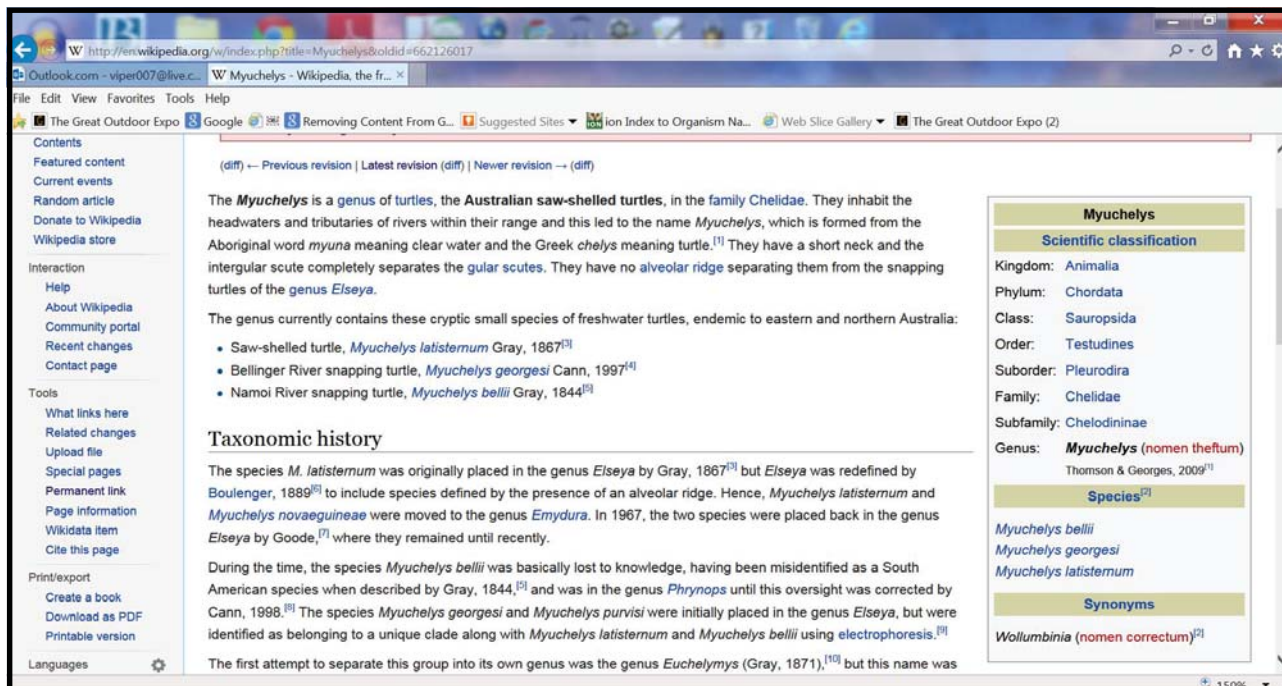 http://en.wikipedia.org/w/index.php?title=Myuchelys&oldid=662126017
Outlook.com - viper007@live.c... W Myuchelys - Wikipedia, the fr... ×
File Edit View Favorites Tools Help
The Great Outdoor Expo Google Removing Content From G... Suggested Sites ion Index to Organism Na... Web Slice Gallery The Great Outdoor Expo (2)
Contents
Featured content
Current events
Random article
Donate to Wikipedia
Wikipedia store
Interaction
Help
About Wikipedia
Community portal
Recent changes
Contact page
Tools
What links here
Related changes
Upload file
Special pages
Permanent link
Page information
Wikidata item
Cite this page
Print/export
Create a book
Download as PDF
Printable version
Languages
(diff) ← Previous revision | Latest revision (diff) | Newer revision → (diff)
The Myuchelys is a genus of turtles, the Australian saw-shelled turtles, in the family Chelidae. They inhabit the
headwaters and tributaries of rivers within their range and this led to the name Myuchelys, which is formed from the
Aboriginal word myuna meaning clear water and the Greek chelys meaning turtle.[1] They have a short neck and the
intergular scute completely separates the gular scutes. They have no alveolar ridge separating them from the snapping
turtles of the genus Elseya.
The genus currently contains these cryptic small species of freshwater turtles, endemic to eastern and northern Australia:
• Saw-shelled turtle, Myuchelys latisternum Gray, 1867[3]
• Bellinger River snapping turtle, Myuchelys georgesi Cann, 1997[4]
• Namoi River snapping turtle, Myuchelys bellii Gray, 1844[5]
Taxonomic history
The species M. latisternum was originally placed in the genus Elseya by Gray, 1867[3] but Elseya was redefined by
Boulenger, 1889[6] to include species defined by the presence of an alveolar ridge. Hence, Myuchelys latisternum and
Myuchelys novaeguineae were moved to the genus Emydura. In 1967, the two species were placed back in the genus
Elseya by Goode,[7] where they remained until recently.
During the time, the species Myuchelys bellii was basically lost to knowledge, having been misidentified as a South
American species when described by Gray, 1844,[5] and was in the genus Phrynops until this oversight was corrected by
Cann, 1998.[8] The species Myuchelys georgesi and Myuchelys purvisi were initially placed in the genus Elseya, but were
identified as belonging to a unique clade along with Myuchelys latisternum and Myuchelys bellii using electrophoresis.[9]
The first attempt to separate this group into its own genus was the genus Euchelymys (Gray, 1871),[10] but this name was
Myuchelys
Scientific classification
Kingdom: Animalia
Phylum: Chordata
Class: Sauropsida
Order: Testudines
Suborder: Pleurodira
Family: Chelidae
Subfamily: Chelodininae
Genus: Myuchelys (nomen theftum)
Thomson & Georges, 2009[1]
Species[2]
Myuchelys bellii
Myuchelys georgesi
Myuchelys latisternum
Synonyms
Wollumbinia (nomen correctum)[2]
150%